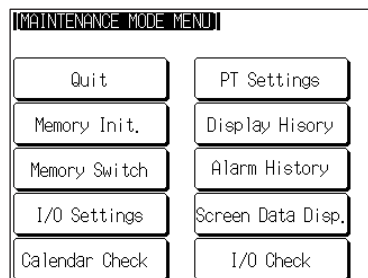 [MAINTENANCE MODE MENU]
Quit
PT Settings
Memory Init.
Display Hisory
Memory Switch
Alarm History
I/O Settings
Screen Data Disp.
Calendar Check
I/O Check